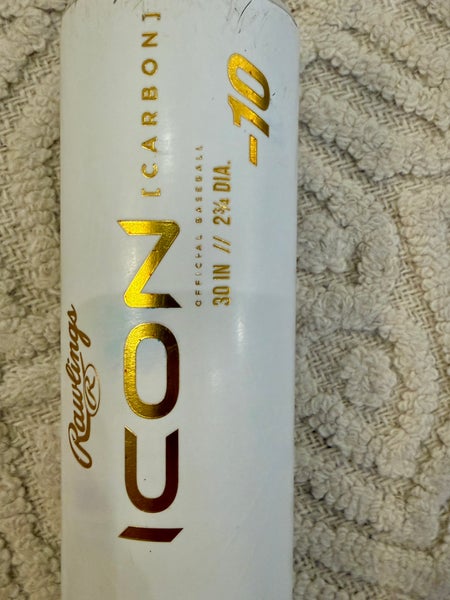 Rawlings
R
ICON [CARBON]
OFFICIAL BASEBALL
30 IN // 2¾ DIA.
-10